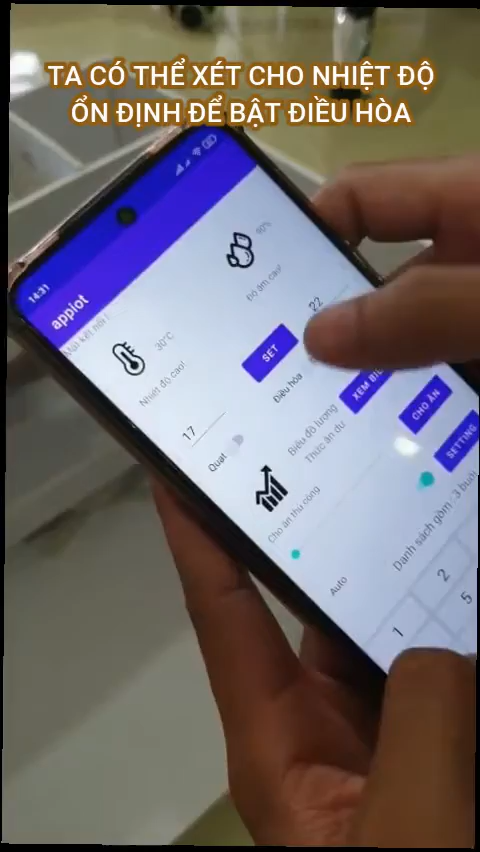 TA CÓ THỂ XÉT CHO NHIỆT ĐỘ
ỔN ĐỊNH ĐỂ BẬT ĐIỀU HÒA
14:31
appiot
Mất kết nối !
30°C
90%
Nhiệt độ cao!
Độ ẩm cao!
17
SET
22
Quạt
Điều hòa
Biểu đồ lượng
Thức ăn dư
XEM
Cho ăn thủ công
CHO ĂN
Auto
SETTING
Danh sách gồm : 3 buổi
1
2
5